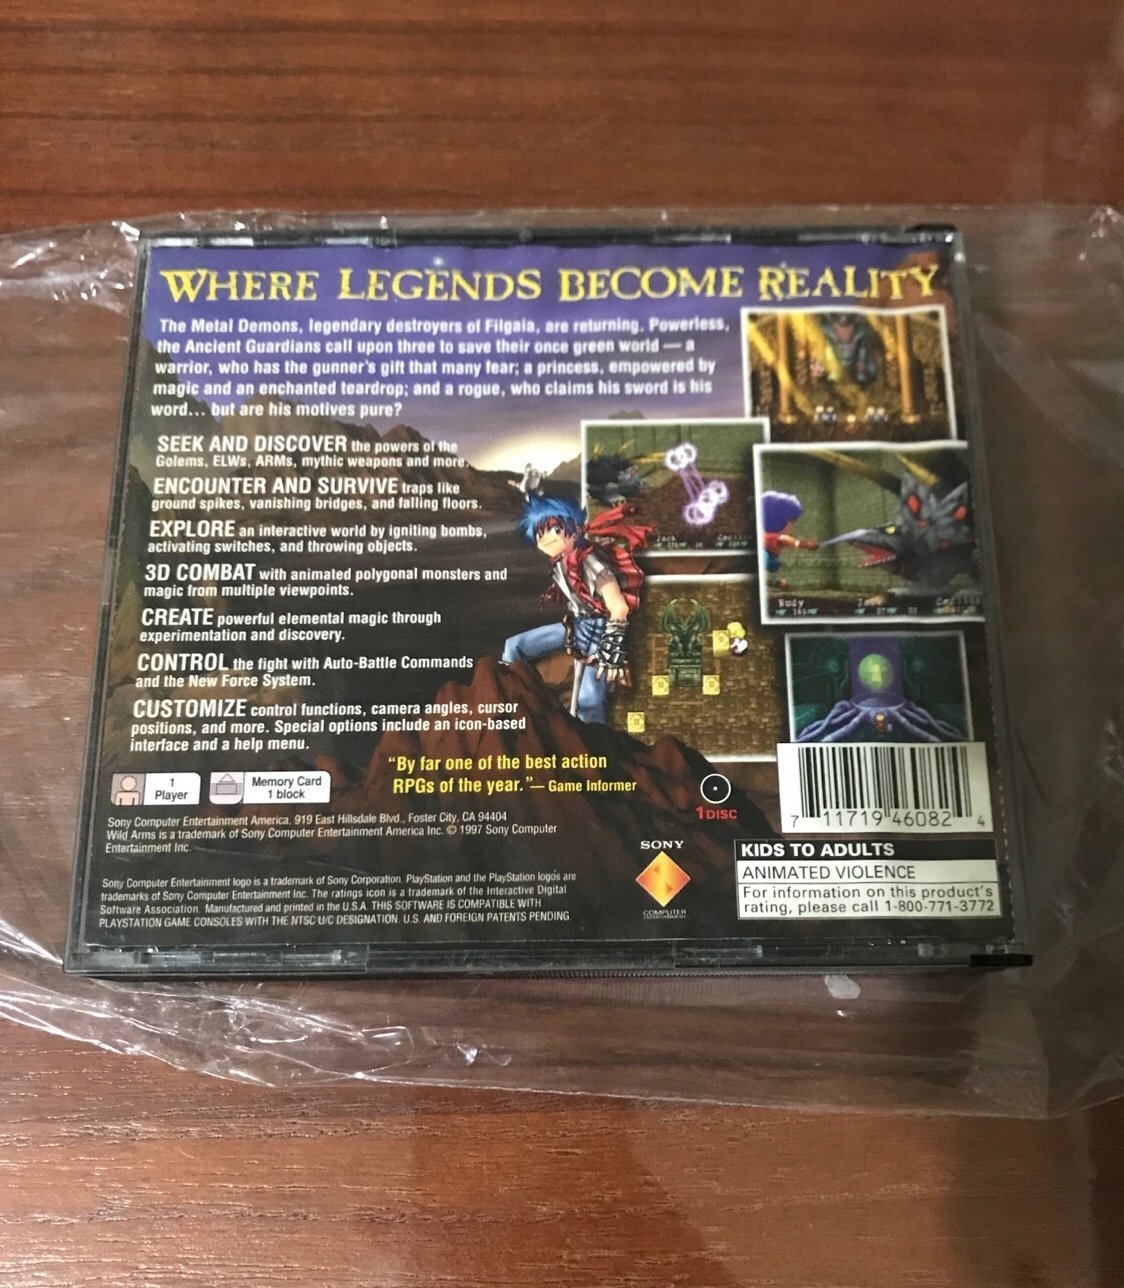 WHERE LEGENDS BECOME REALITY
The Metal Demons, legendary destroyers of Filgaia, are returning. Powerless,
the Ancient Guardians call upon three to save their once green world — a
warrior, who has the gunner's gift that many fear; a princess, empowered by
magic and an enchanted teardrop; and a rogue, who claims his sword is his
word... but are his motives pure?
SEEK AND DISCOVER the powers of the
Golems, ELWs, ARMs, mythic weapons and more.
ENCOUNTER AND SURVIVE traps like
ground spikes, vanishing bridges, and falling floors.
EXPLORE an interactive world by igniting bombs,
activating switches, and throwing objects.
3D COMBAT with animated polygonal monsters and
magic from multiple viewpoints.
CREATE powerful elemental magic through
experimentation and discovery.
CONTROL the fight with Auto-Battle Commands
and the New Force System.
CUSTOMIZE control functions, camera angles, cursor
positions, and more. Special options include an icon-based
interface and a help menu.
Jack
Rudy
"By far one of the best action
RPGs of the year."— Game Informer
1
Player
Memory Card
1 block
1 DISC
7 11719 46082 4
Sony Computer Entertainment America, 919 East Hillsdale Blvd., Foster City, CA 94404
Wild Arms is a trademark of Sony Computer Entertainment America Inc. © 1997 Sony Computer
Entertainment Inc.
Sony Computer Entertainment logo is a trademark of Sony Corporation. PlayStation and the PlayStation logos are
trademarks of Sony Computer Entertainment Inc. The ratings icon is a trademark of the Interactive Digital
Software Association. Manufactured and printed in the U.S.A. THIS SOFTWARE IS COMPATIBLE WITH
PLAYSTATION GAME CONSOLES WITH THE NTSC U/C DESIGNATION. U.S. AND FOREIGN PATENTS PENDING.
SONY
COMPUTER
ENTERTAINMENT
KIDS TO ADULTS
ANIMATED VIOLENCE
For information on this product's
rating, please call 1-800-771-3772